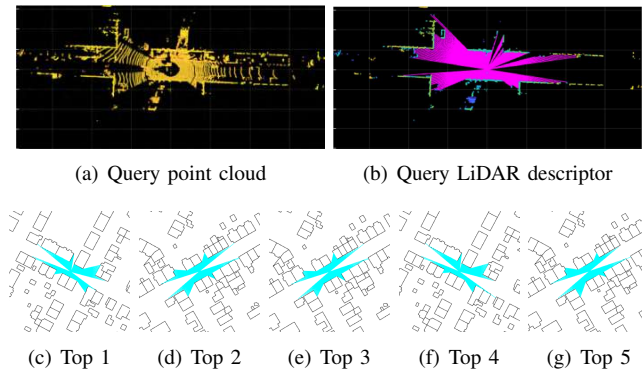 (a) Query point cloud
(b) Query LiDAR descriptor
(c) Top 1
(d) Top 2
(e) Top 3
(f) Top 4
(g) Top 5